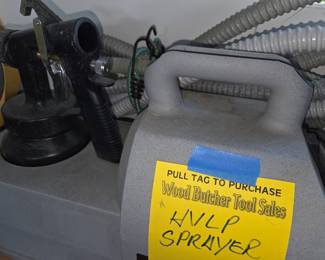 PULL TAG TO PURCHASE
Wood Butcher Tool Sales
HVLP
SPRAYER